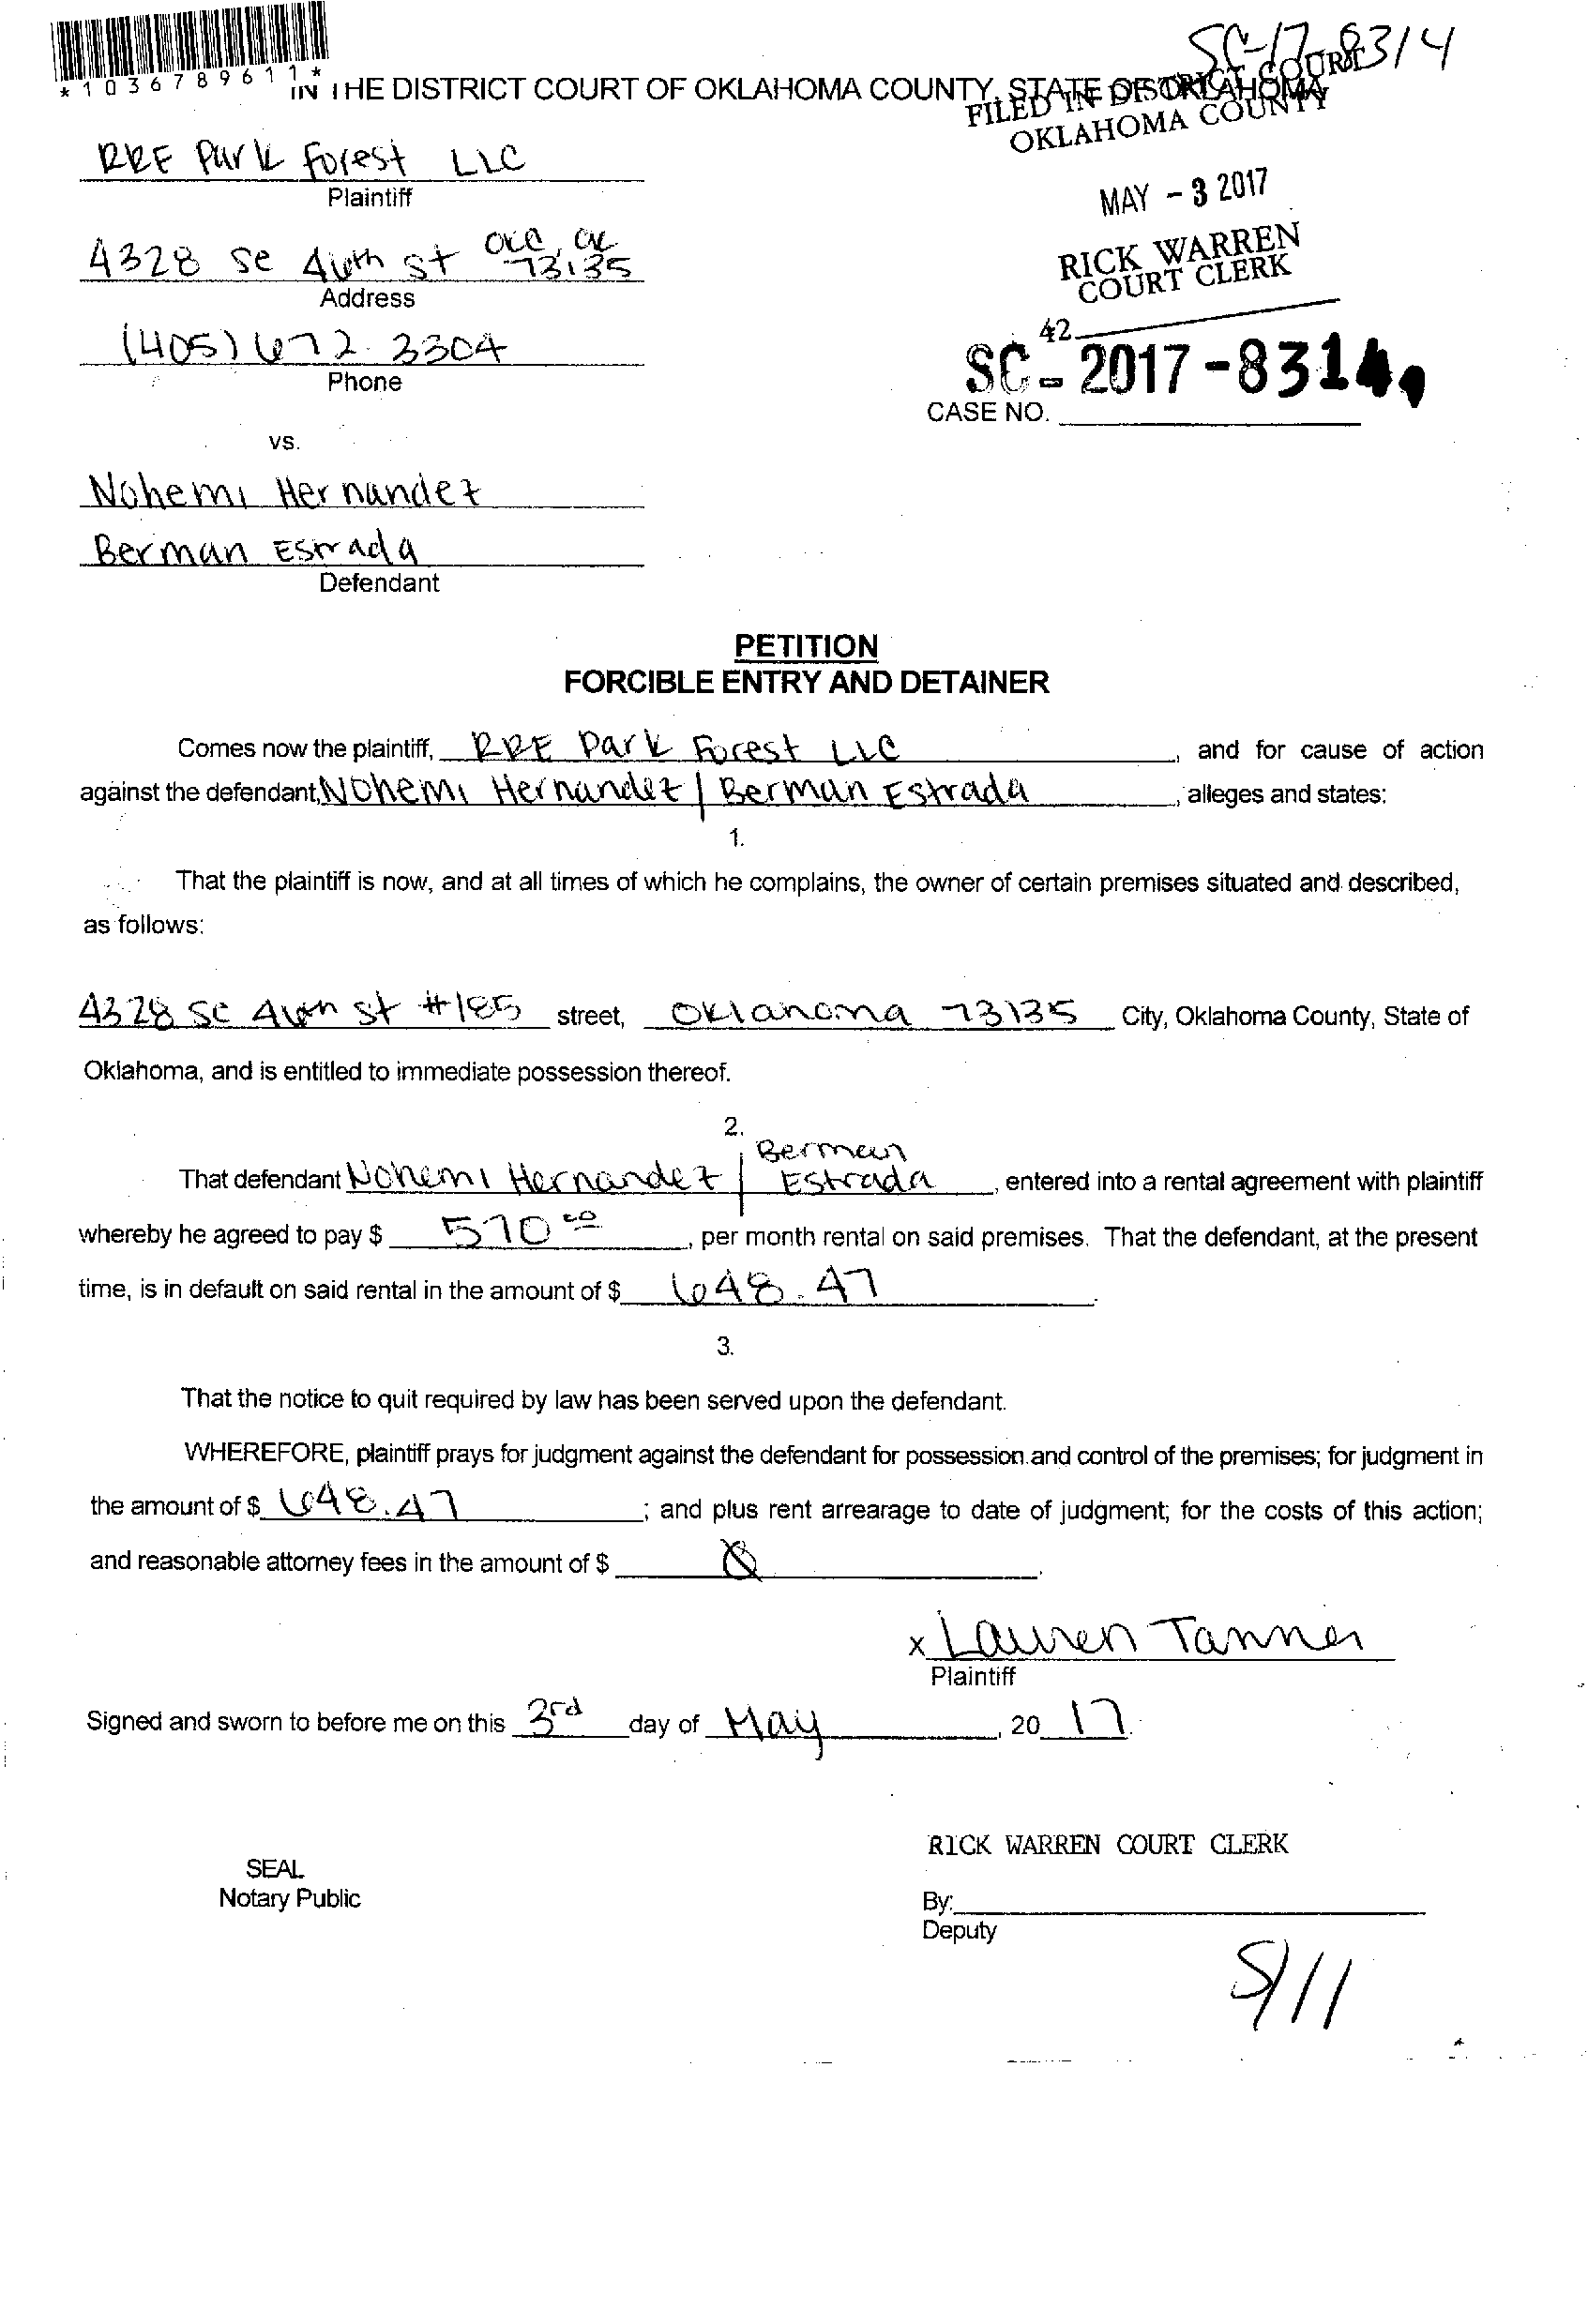 SC-17-8314
*1036789611*
IN THE DISTRICT COURT OF OKLAHOMA COUNTY, STATE OF OKLAHOMA
FILED IN DISTRICT COURT
OKLAHOMA COUNTY
RRE Park Forest LLC
Plaintiff
MAY - 3 2017
4328 se 46th st OKC, OK 73135
Address
RICK WARREN
COURT CLERK
(405) 672-3304
Phone
42
SC-2017-8314
CASE NO.
vs.
Nohemi Hernandez
Berman Estrada
Defendant
PETITION
FORCIBLE ENTRY AND DETAINER
Comes now the plaintiff, RRE Park Forest LLC, and for cause of action
against the defendant, Nohemi Hernandez / Berman Estrada, alleges and states:
1.
That the plaintiff is now, and at all times of which he complains, the owner of certain premises situated and described,
as follows:
4328 se 46th st #185 street, Oklahoma 73135 City, Oklahoma County, State of
Oklahoma, and is entitled to immediate possession thereof.
2.
That defendant Nohemi Hernandez / Berman Estrada, entered into a rental agreement with plaintiff
whereby he agreed to pay $ 570 00, per month rental on said premises. That the defendant, at the present
time, is in default on said rental in the amount of $ 648.47.
3.
That the notice to quit required by law has been served upon the defendant.
WHEREFORE, plaintiff prays for judgment against the defendant for possession and control of the premises; for judgment in
the amount of $ 648.47; and plus rent arrearage to date of judgment; for the costs of this action;
and reasonable attorney fees in the amount of $
x Lauren Tanner
Plaintiff
Signed and sworn to before me on this 3rd day of May, 20 17.
RICK WARREN COURT CLERK
SEAL
Notary Public
By:
Deputy
5/11